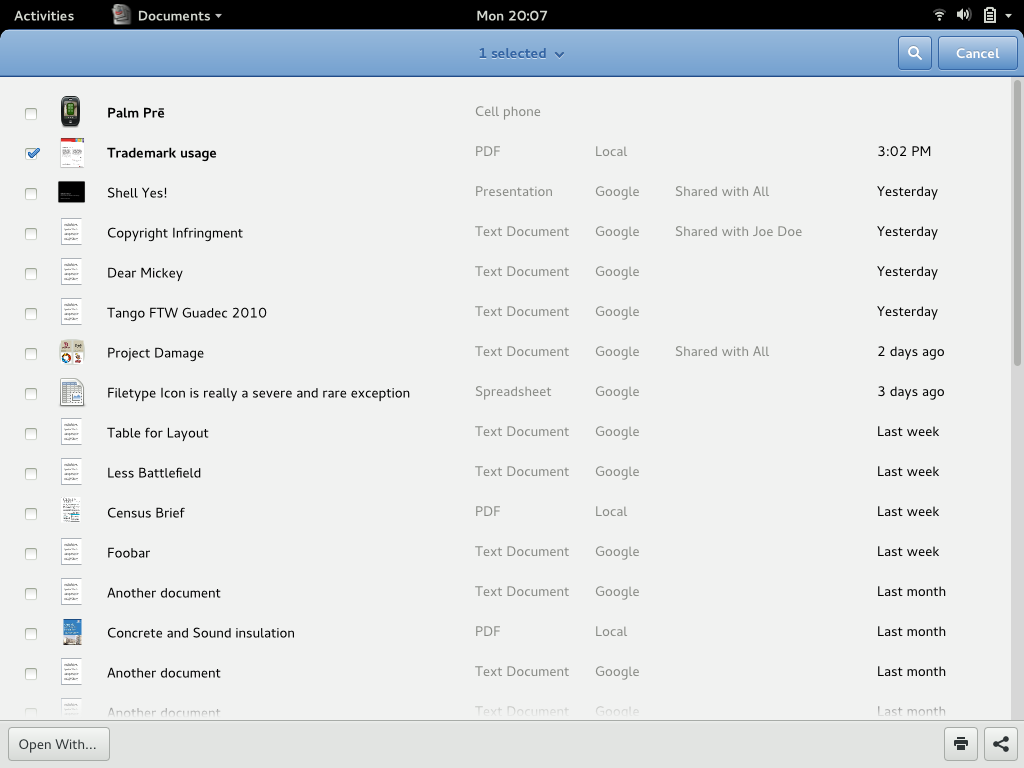 Activities Documents Mon 20:07
1 selected Cancel
Palm Prē Cell phone
Trademark usage PDF Local 3:02 PM
Shell Yes! Presentation Google Shared with All Yesterday
Copyright Infringment Text Document Google Shared with Joe Doe Yesterday
Dear Mickey Text Document Google Yesterday
Tango FTW Guadec 2010 Text Document Google Yesterday
Project Damage Text Document Google Shared with All 2 days ago
Filetype Icon is really a severe and rare exception Spreadsheet Google 3 days ago
Table for Layout Text Document Google Last week
Less Battlefield Text Document Google Last week
Census Brief PDF Local Last week
Foobar Text Document Google Last week
Another document Text Document Google Last month
Concrete and Sound insulation PDF Local Last month
Another document Text Document Google Last month
Another document Text Document Google Last month
Open With...